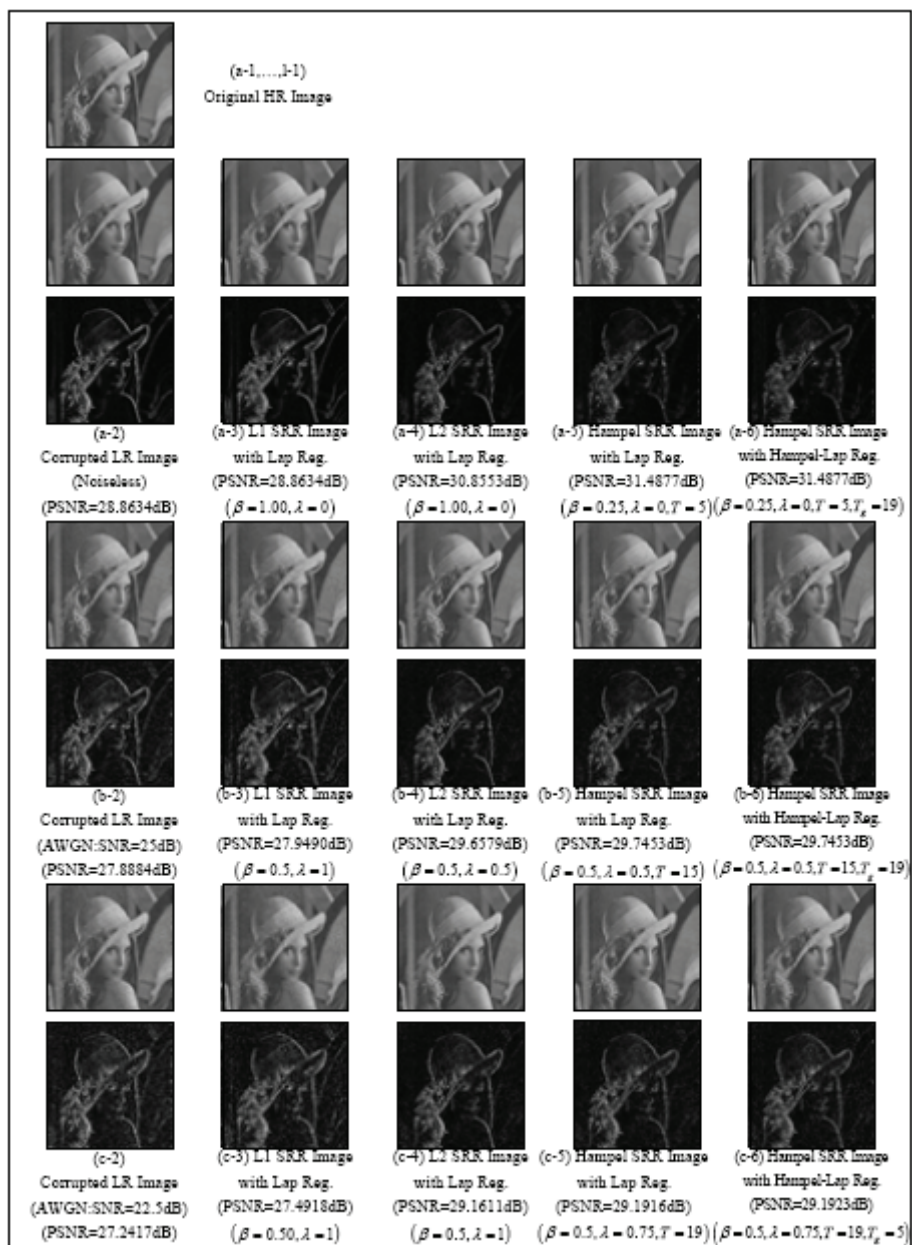 (a-1,…,l-1)
Original HR Image
(a-2)
Corrupted LR Image
(Noiseless)
(PSNR=28.8634dB)
(a-3) L1 SRR Image
with Lap Reg.
(PSNR=28.8634dB)
(β=1.00,λ=0)
(a-4) L2 SRR Image
with Lap Reg.
(PSNR=30.8553dB)
(β=1.00,λ=0)
(a-5) Hampel SRR Image
with Lap Reg.
(PSNR=31.4877dB)
(β=0.25,λ=0,T=5)
(a-6) Hampel SRR Image
with Hampel-Lap Reg.
(PSNR=31.4877dB)
(β=0.25,λ=0,T=5,T_g=19)
(b-2)
Corrupted LR Image
(AWGN:SNR=25dB)
(PSNR=27.8884dB)
(b-3) L1 SRR Image
with Lap Reg.
(PSNR=27.9490dB)
(β=0.5,λ=1)
(b-4) L2 SRR Image
with Lap Reg.
(PSNR=29.6579dB)
(β=0.5,λ=0.5)
(b-5) Hampel SRR Image
with Lap Reg.
(PSNR=29.7453dB)
(β=0.5,λ=0.5,T=15)
(b-6) Hampel SRR Image
with Hampel-Lap Reg.
(PSNR=29.7453dB)
(β=0.5,λ=0.5,T=15,T_g=19)
(c-2)
Corrupted LR Image
(AWGN:SNR=22.5dB)
(PSNR=27.2417dB)
(c-3) L1 SRR Image
with Lap Reg.
(PSNR=27.4918dB)
(β=0.50,λ=1)
(c-4) L2 SRR Image
with Lap Reg.
(PSNR=29.1611dB)
(β=0.5,λ=1)
(c-5) Hampel SRR Image
with Lap Reg.
(PSNR=29.1916dB)
(β=0.5,λ=0.75,T=19)
(c-6) Hampel SRR Image
with Hampel-Lap Reg.
(PSNR=29.1923dB)
(β=0.5,λ=0.75,T=19,T_g=5)